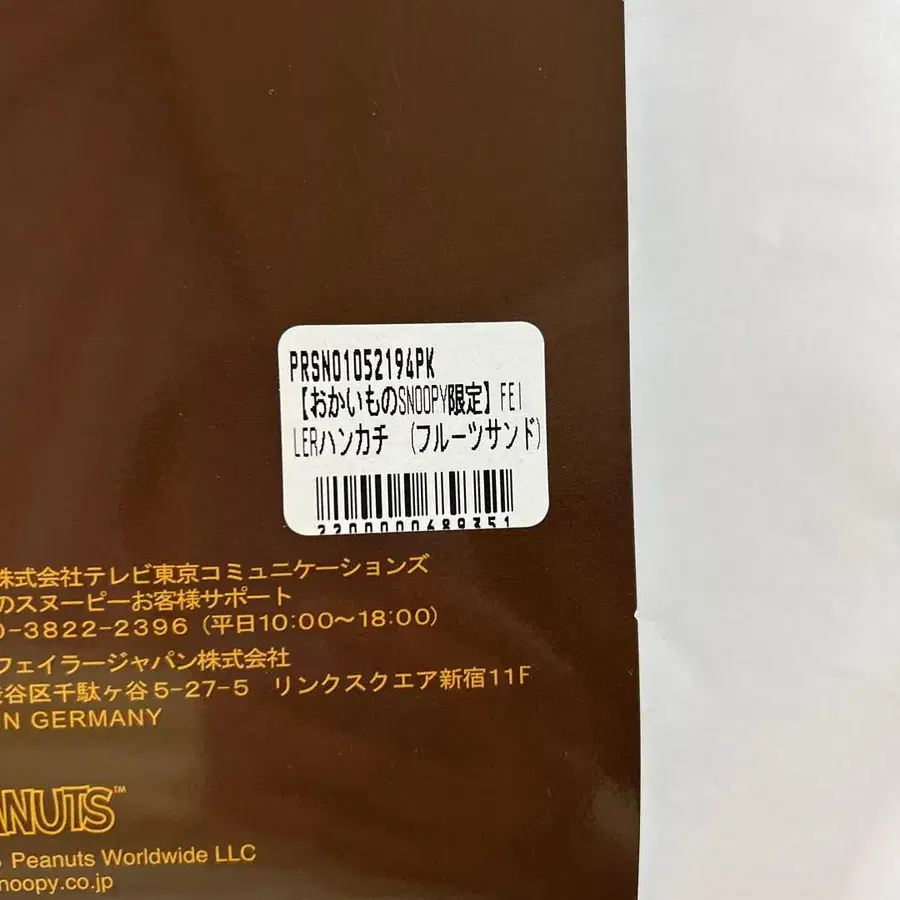 PRSN01052194PK
【おかいものSNOOPY限定】FEI
LERハンカチ (フルーツサンド)
2200000689351
株式会社テレビ東京コミュニケーションズ
のスヌーピーお客様サポート
-3822-2396 (平日10:00~18:00)
フェイラージャパン株式会社
谷区千駄ヶ谷5-27-5 リンクスクエア新宿11F
IN GERMANY
ANUTS™
Peanuts Worldwide LLC
noopy.co.jp